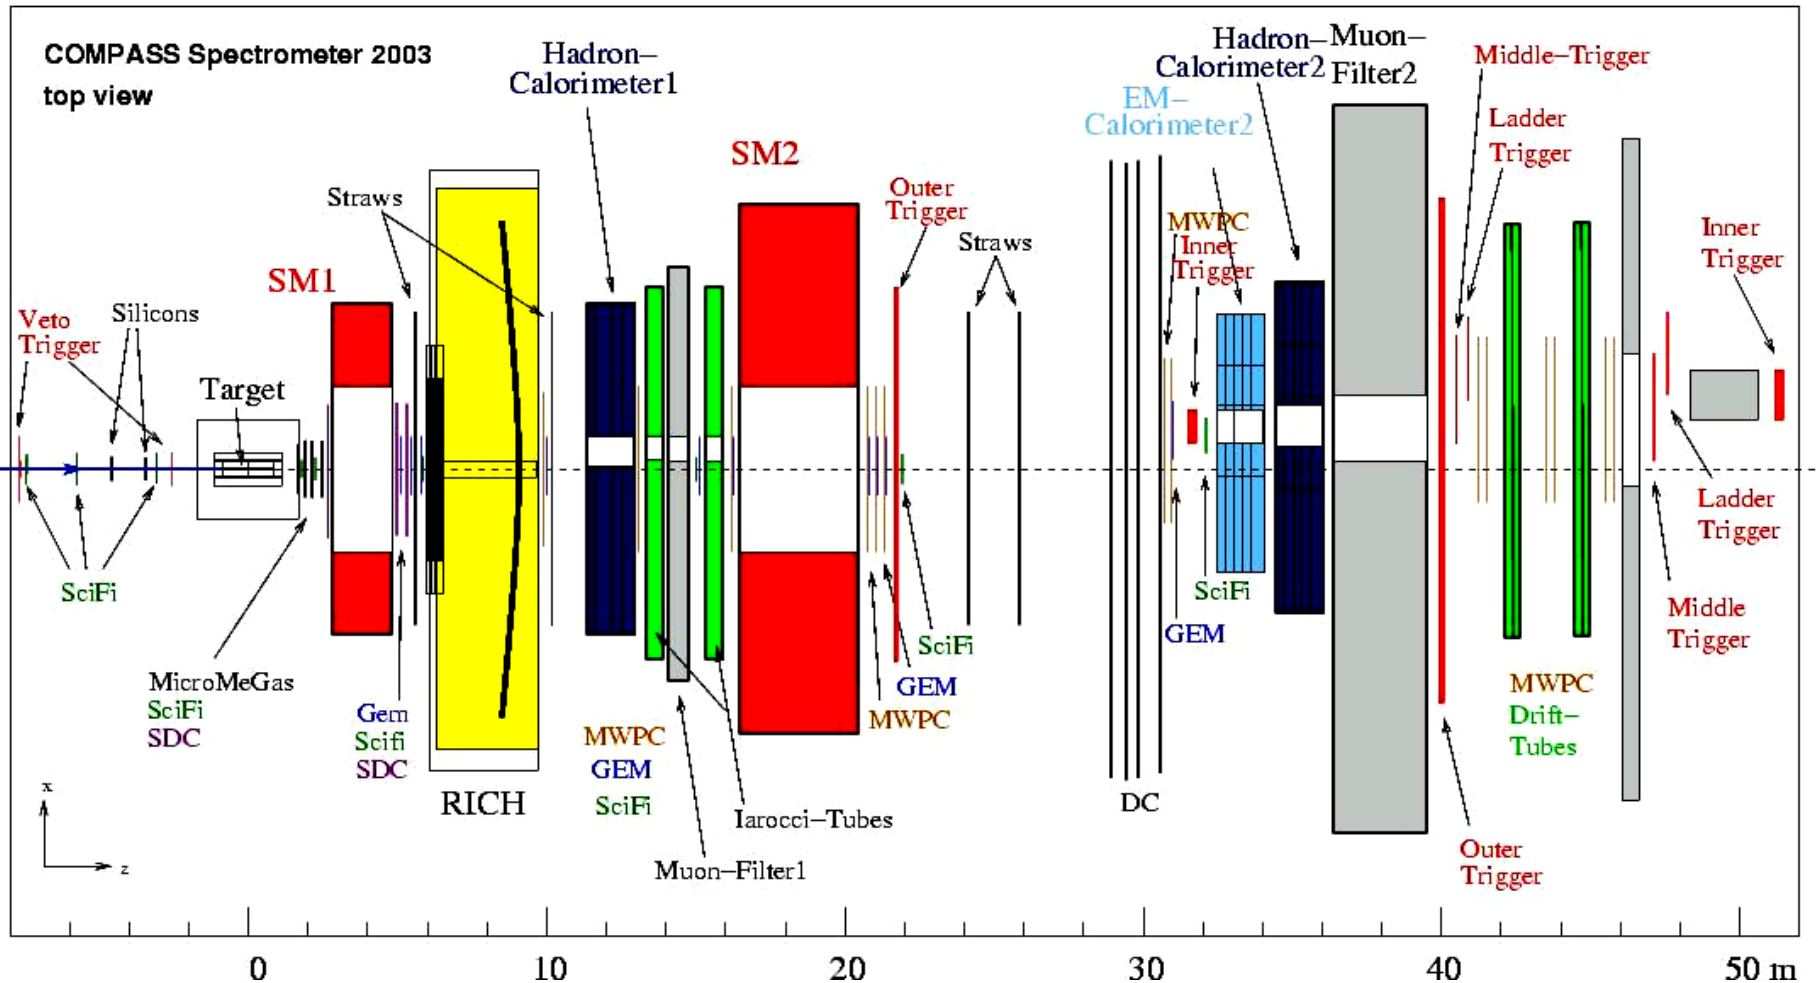 COMPASS Spectrometer 2003
top view
Hadron-
Calorimeter1
Hadron-
Calorimeter2
Muon-
Filter2
Middle-Trigger
EM-
Calorimeter2
Ladder
Trigger
SM2
Straws
Outer
Trigger
Straws
MWPC
Inner
Trigger
Inner
Trigger
SM1
Veto
Trigger
Silicons
Target
SciFi
MicroMeGas
SciFi
SDC
Gem
Scifi
SDC
RICH
MWPC
GEM
SciFi
Iarocci-Tubes
Muon-Filter1
SciFi
GEM
MWPC
DC
SciFi
GEM
Ladder
Trigger
Middle
Trigger
MWPC
Drift-
Tubes
Outer
Trigger
x
z
0 10 20 30 40 50 m